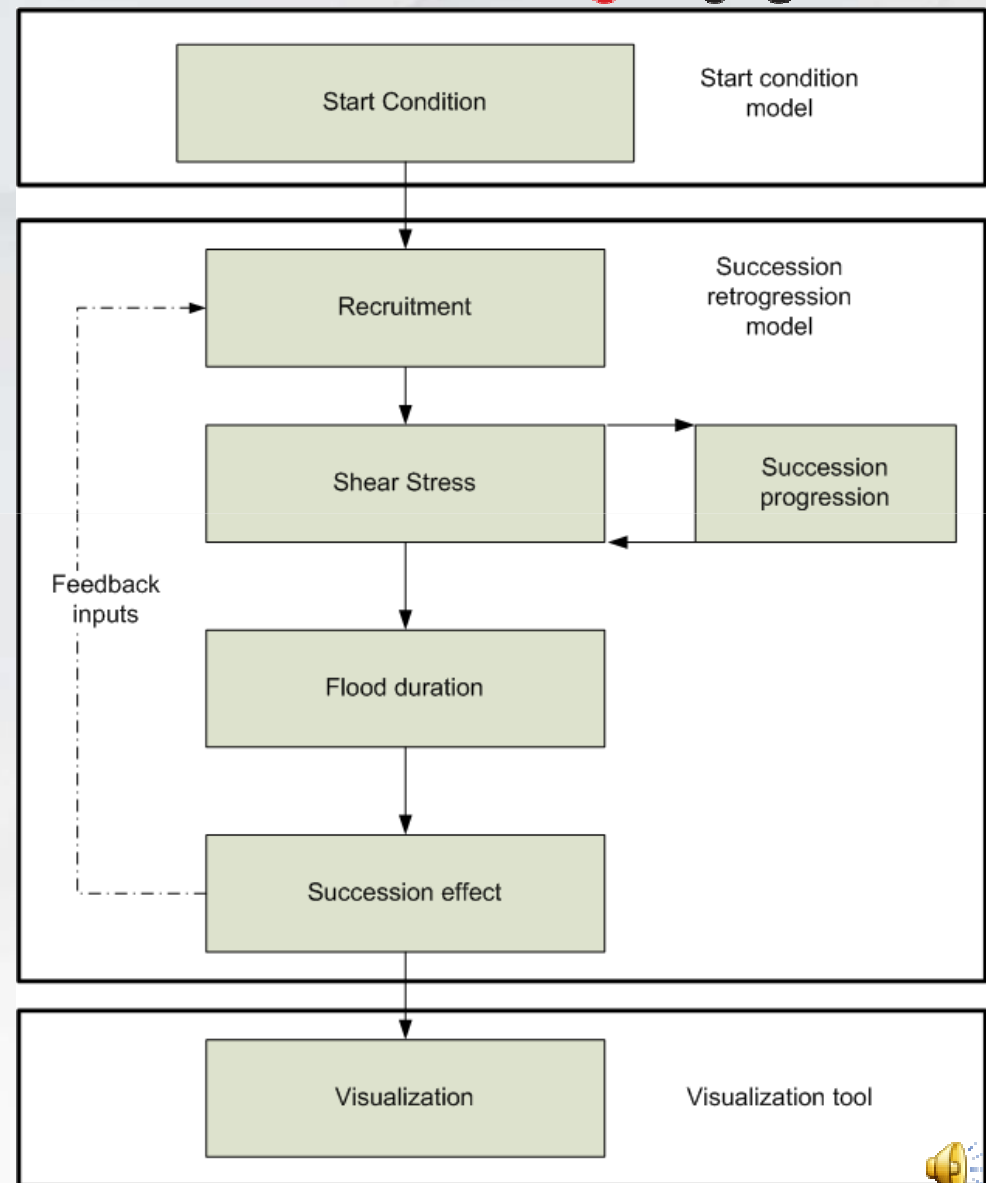 Start Condition
Start condition
model
Recruitment
Succession
retrogression
model
Shear Stress
Succession
progression
Feedback
inputs
Flood duration
Succession effect
Visualization
Visualization tool